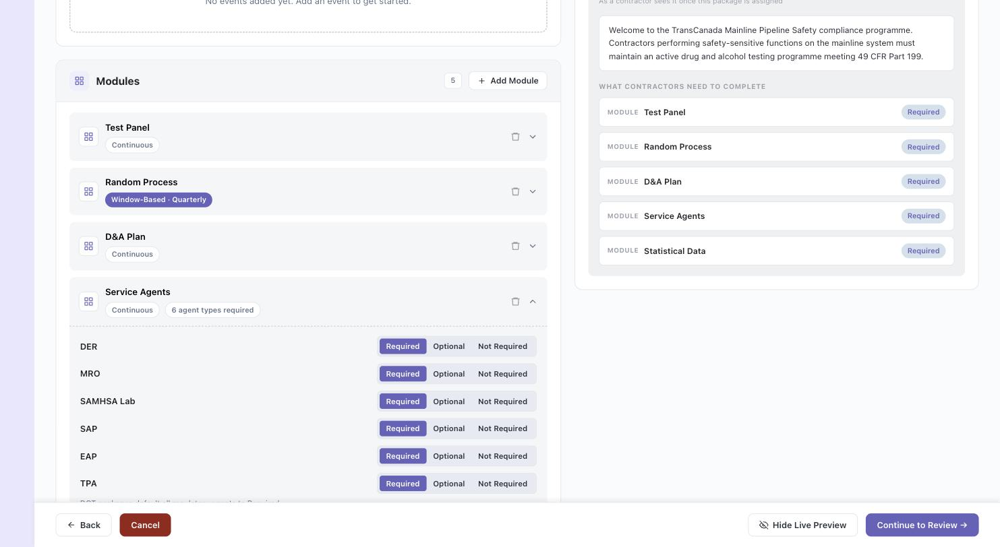 No events added yet. Add an event to get started.
Modules
5
Add Module
Test Panel
Continuous
Random Process
Window-Based · Quarterly
D&A Plan
Continuous
Service Agents
Continuous
6 agent types required
DER
Required Optional Not Required
MRO
Required Optional Not Required
SAMHSA Lab
Required Optional Not Required
SAP
Required Optional Not Required
EAP
Required Optional Not Required
TPA
Required Optional Not Required
As a contractor sees it once this package is assigned
Welcome to the TransCanada Mainline Pipeline Safety compliance programme.
Contractors performing safety-sensitive functions on the mainline system must
maintain an active drug and alcohol testing programme meeting 49 CFR Part 199.
WHAT CONTRACTORS NEED TO COMPLETE
MODULE Test Panel Required
MODULE Random Process Required
MODULE D&A Plan Required
MODULE Service Agents Required
MODULE Statistical Data Required
← Back
Cancel
Hide Live Preview
Continue to Review →